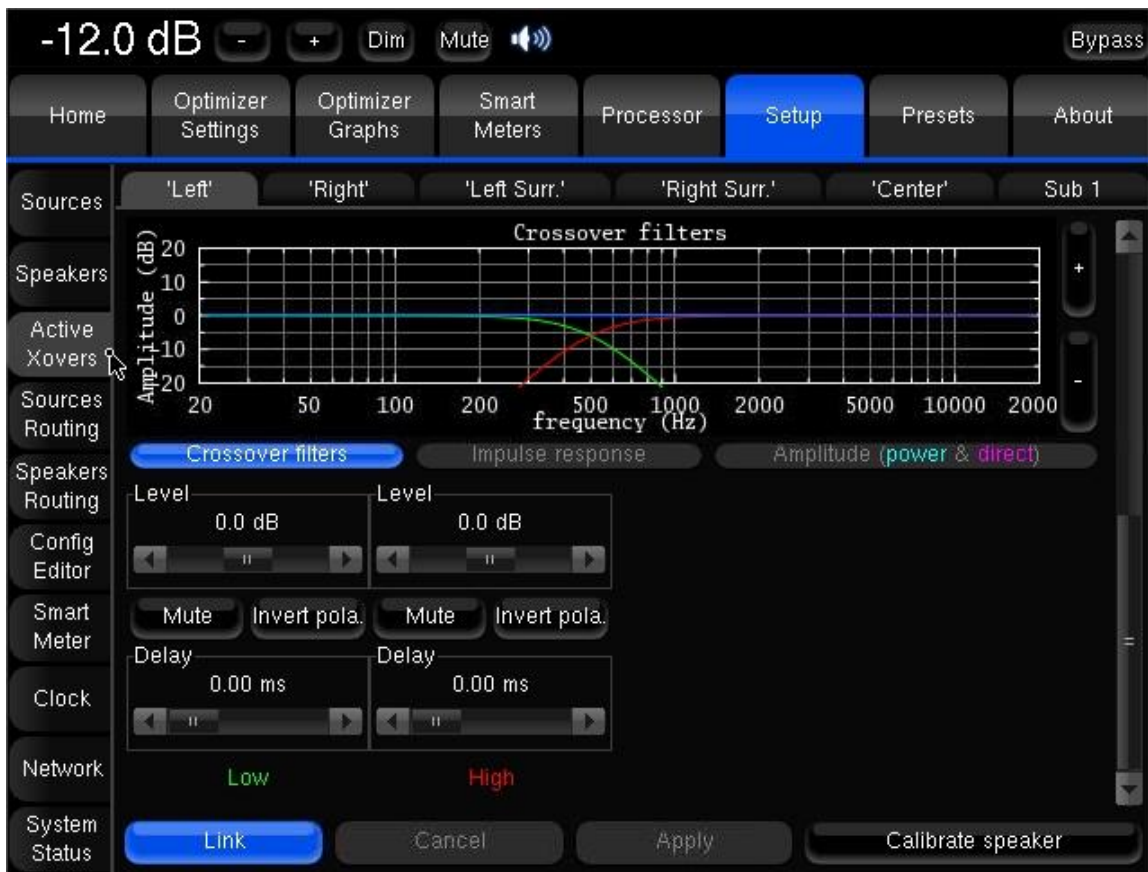 -12.0 dB - + Dim Mute Bypass
Home
Optimizer
Settings
Optimizer
Graphs
Smart
Meters
Processor
Setup
Presets
About
Sources
Speakers
Active
Xovers
Sources
Routing
Speakers
Routing
Config
Editor
Smart
Meter
Clock
Network
System
Status
'Left' 'Right' 'Left Surr.' 'Right Surr.' 'Center' Sub 1
Crossover filters
Amplitude (dB)
20
10
0
-10
-20
20 50 100 200 500 1000 2000 5000 10000 2000
frequency (Hz)
+
-
Crossover filters Impulse response Amplitude (power & direct)
Level Level
0.0 dB 0.0 dB
Mute Invert pola. Mute Invert pola.
Delay Delay
0.00 ms 0.00 ms
Low High
Link Cancel Apply Calibrate speaker